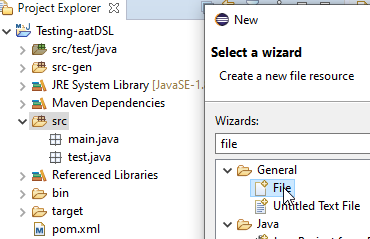 Project Explorer
Testing-aatDSL
src/test/java
src-gen
JRE System Library [JavaSE-1.
Maven Dependencies
src
main.java
test.java
Referenced Libraries
bin
target
pom.xml
New
Select a wizard
Create a new file resource
Wizards:
file
General
File
Untitled Text File
Java